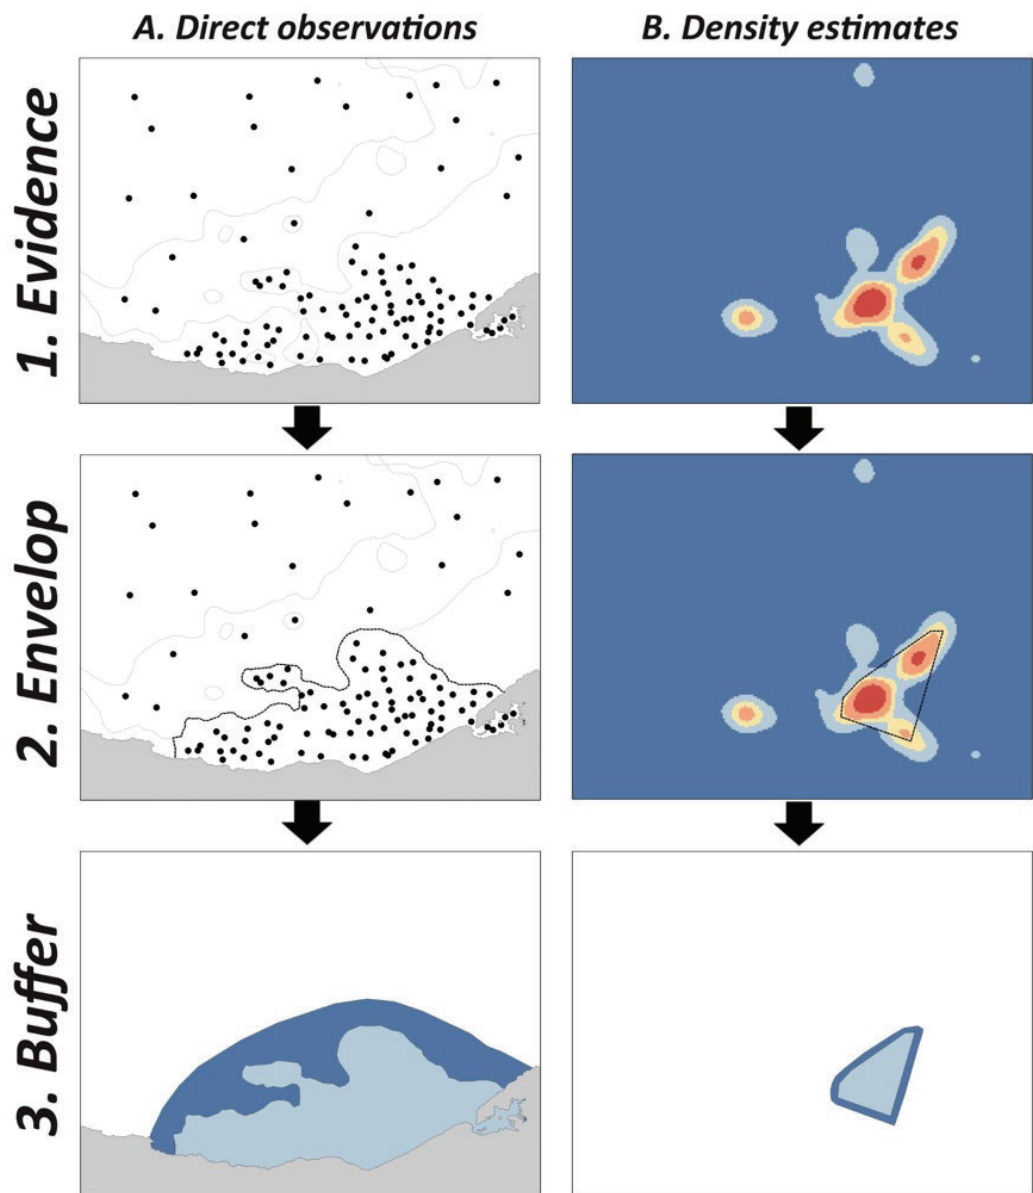 A. Direct observations
B. Density estimates
1. Evidence
2. Envelop
3. Buffer